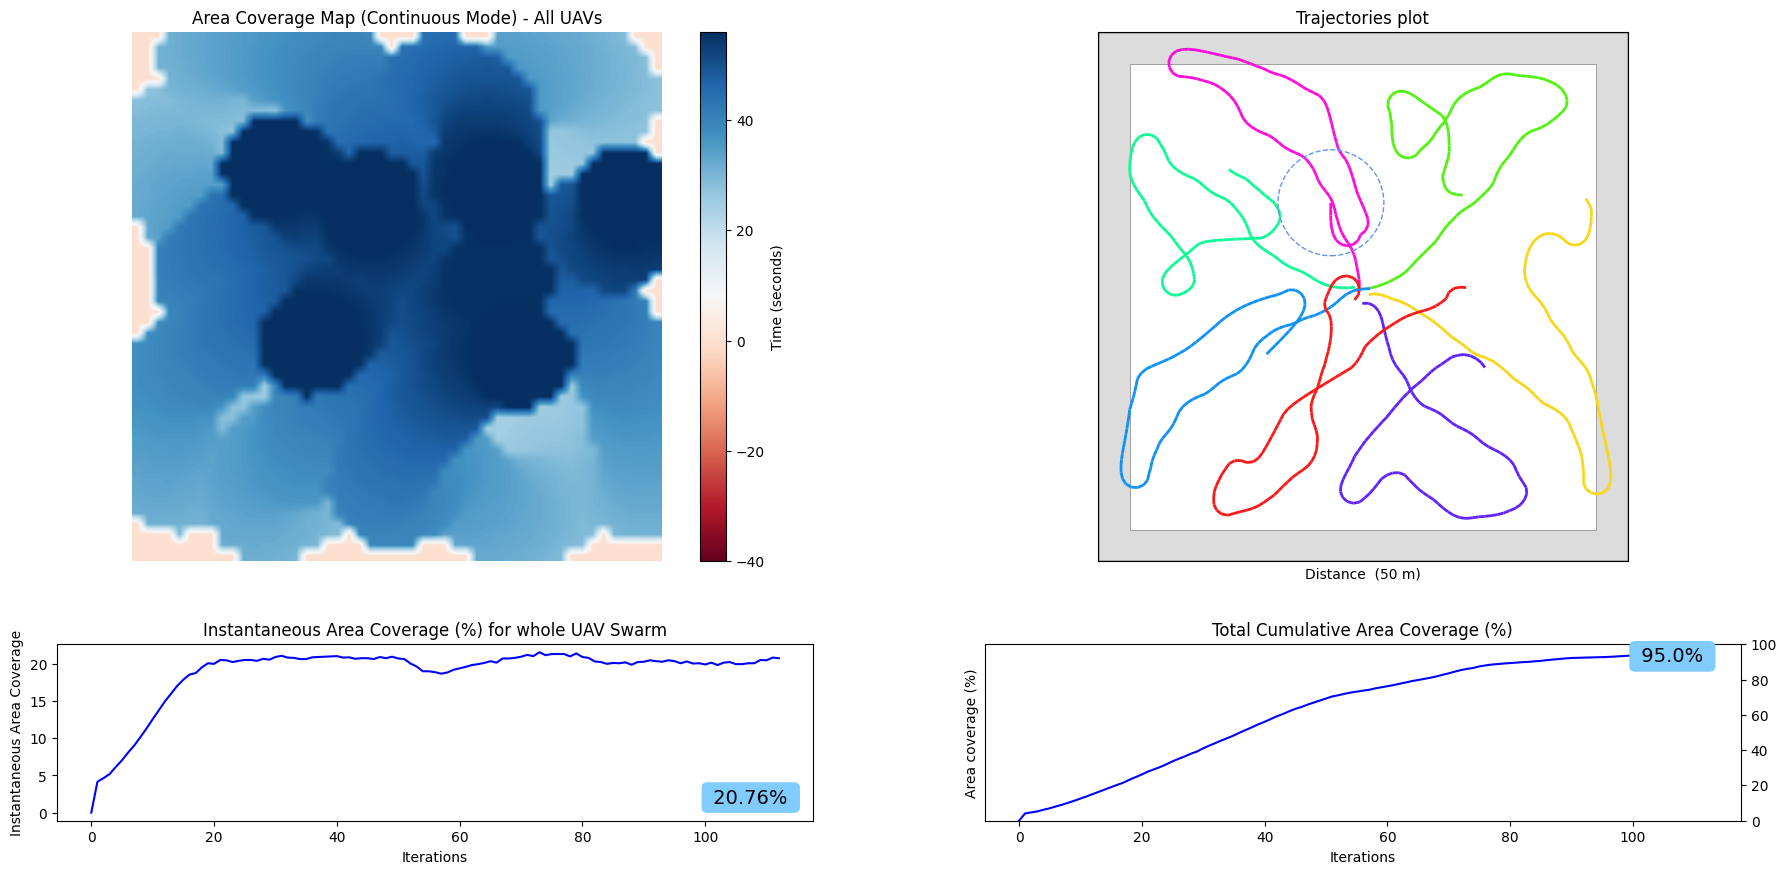 Area Coverage Map (Continuous Mode) - All UAVs
40
20
0
−20
−40
Time (seconds)
Trajectories plot
Distance  (50 m)
Instantaneous Area Coverage (%) for whole UAV Swarm
Instantaneous Area Coverage
20
15
10
5
0
20.76%
0 20 40 60 80 100
Iterations
Total Cumulative Area Coverage (%)
Area coverage (%)
95.0%
100
80
60
40
20
0
0 20 40 60 80 100
Iterations